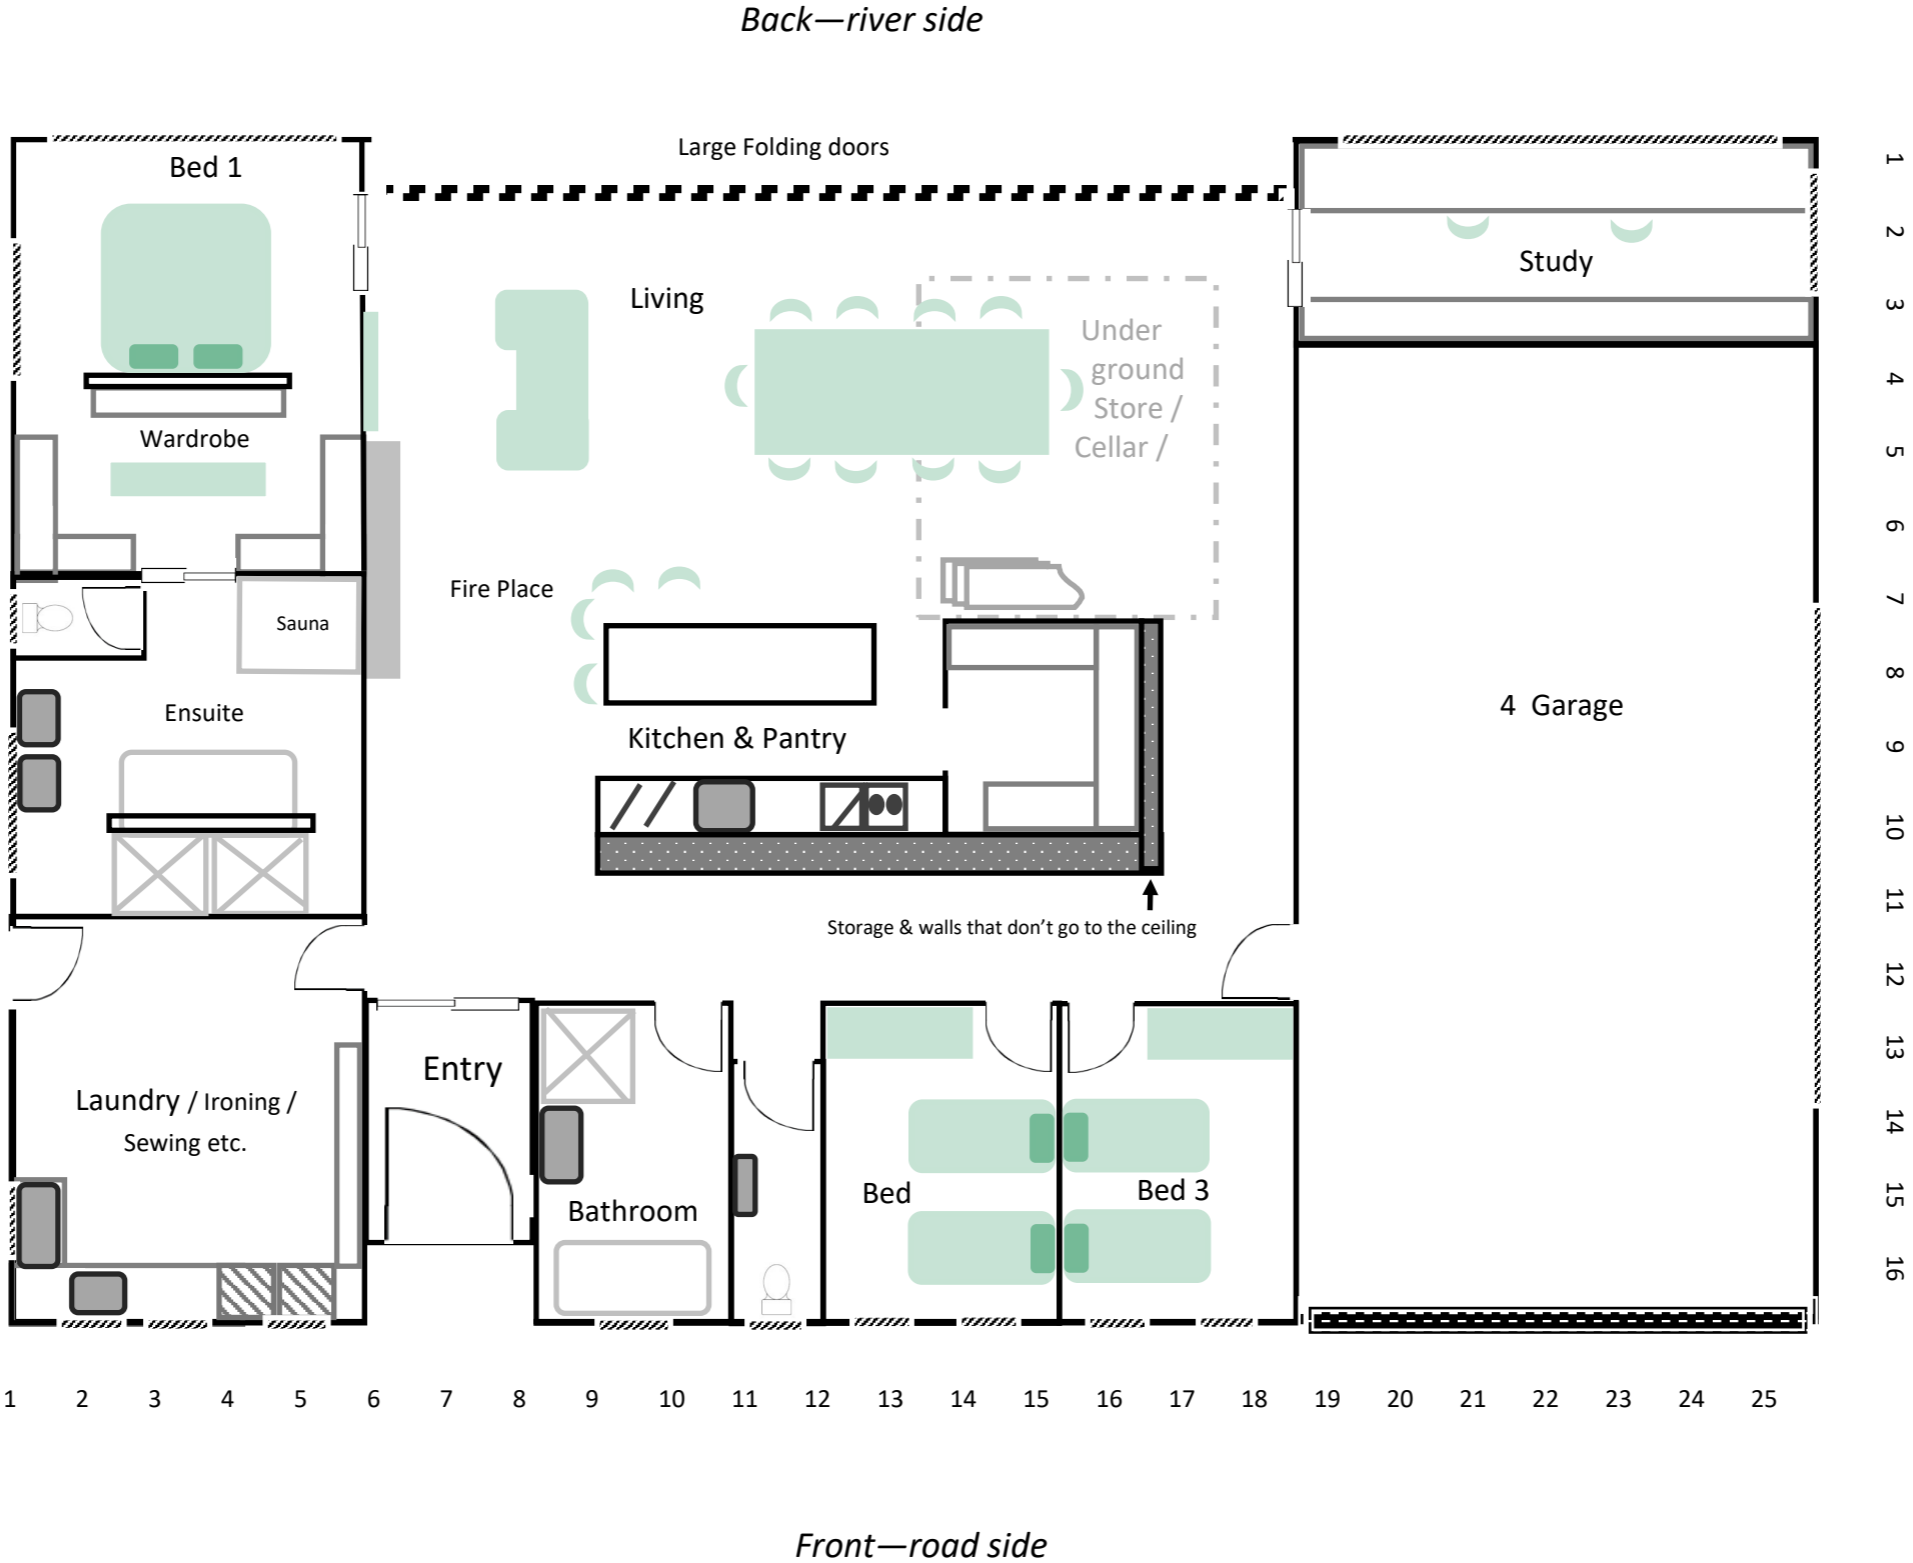 Back—river side
Large Folding doors
Bed 1
Living
Study
Under
ground
Store /
Cellar /
Wardrobe
Fire Place
Sauna
Ensuite
Kitchen & Pantry
4 Garage
Storage & walls that don’t go to the ceiling
Entry
Laundry / Ironing /
Sewing etc.
Bathroom
Bed
Bed 3
1
2
3
4
5
6
7
8
9
10
11
12
13
14
15
16
1 2 3 4 5 6 7 8 9 10 11 12 13 14 15 16 17 18 19 20 21 22 23 24 25
Front—road side